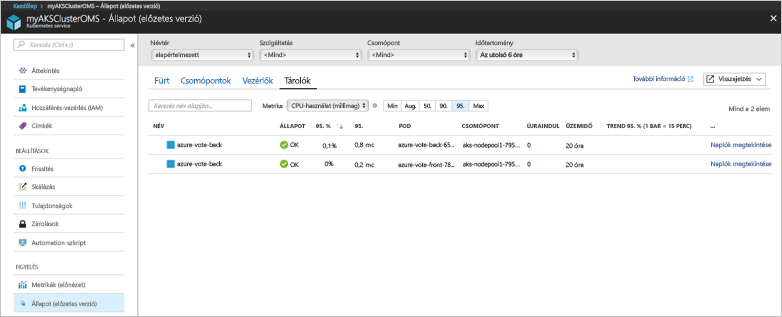 Kezdőlap > myAKSClusterOMS – Állapot (előzetes verzió)
myAKSClusterOMS - Állapot (előzetes verzió)
Kubernetes service
Keresés (Ctrl+/)
Áttekintés
Tevékenységnapló
Hozzáférés-vezérlés (IAM)
Címkék
BEÁLLÍTÁSOK
Frissítés
Skálázás
Tulajdonságok
Zárolások
Automation-szkript
FIGYELÉS
Metrikák (előnézet)
Állapot (előzetes verzió)
Névtér Szolgáltatás Csomópont Időtartomány
alapértelmezett <Mind> <Mind> Az utolsó 6 óra
Fürt Csomópontok Vezérlők Tárolók További információ Visszajelzés
Keresés név alapján... Metrika: CPU-használat (millimag) Min Aug. 50. 90. 95. Max Mind a 2 elem
NÉV ÁLLAPOT 95. % 95. POD CSOMÓPONT ÚJRAINDUL ÜZEMIDŐ TREND 95. % (1 BAR = 15 PERC) ...
azure-vote-back OK 0,1% 0,8 mc azure-vote-back-65... aks-nodepool1-795... 0 20 óra Naplók megtekintése
azure-vote-back OK 0% 0,2 mc azure-vote-front-78... aks-nodepool1-795... 0 20 óra Naplók megtekintése